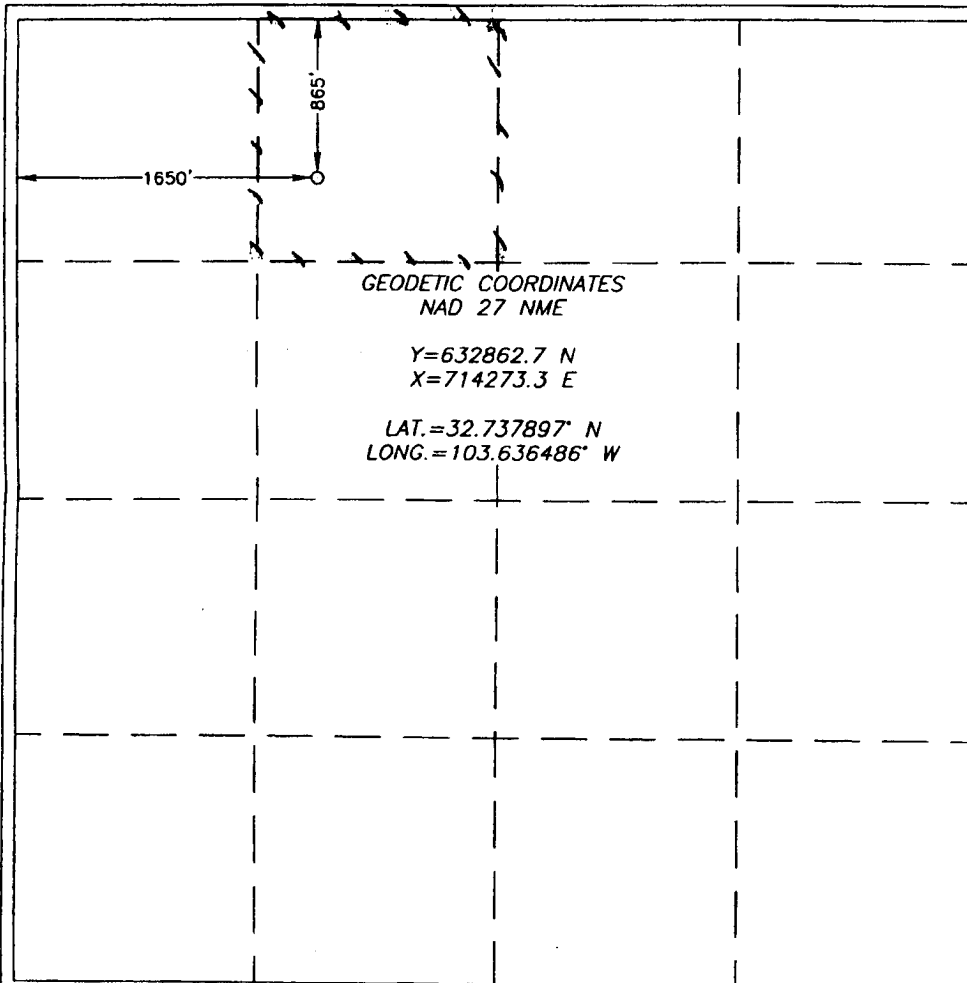 865'
1650'
GEODETIC COORDINATES
NAD 27 NME
Y=632862.7 N
X=714273.3 E
LAT.=32.737897° N
LONG.=103.636486° W